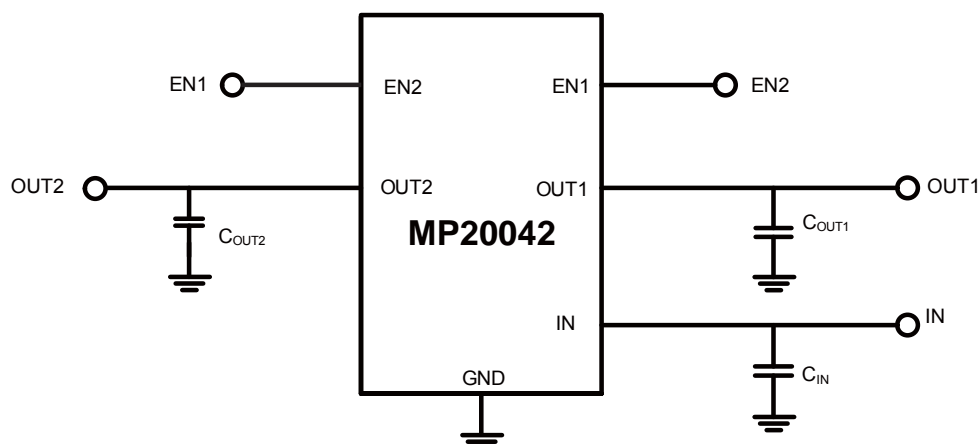 EN1 EN2 EN1 EN2
OUT2 OUT2 OUT1 OUT1
MP20042
COUT2 COUT1
IN IN
GND CIN